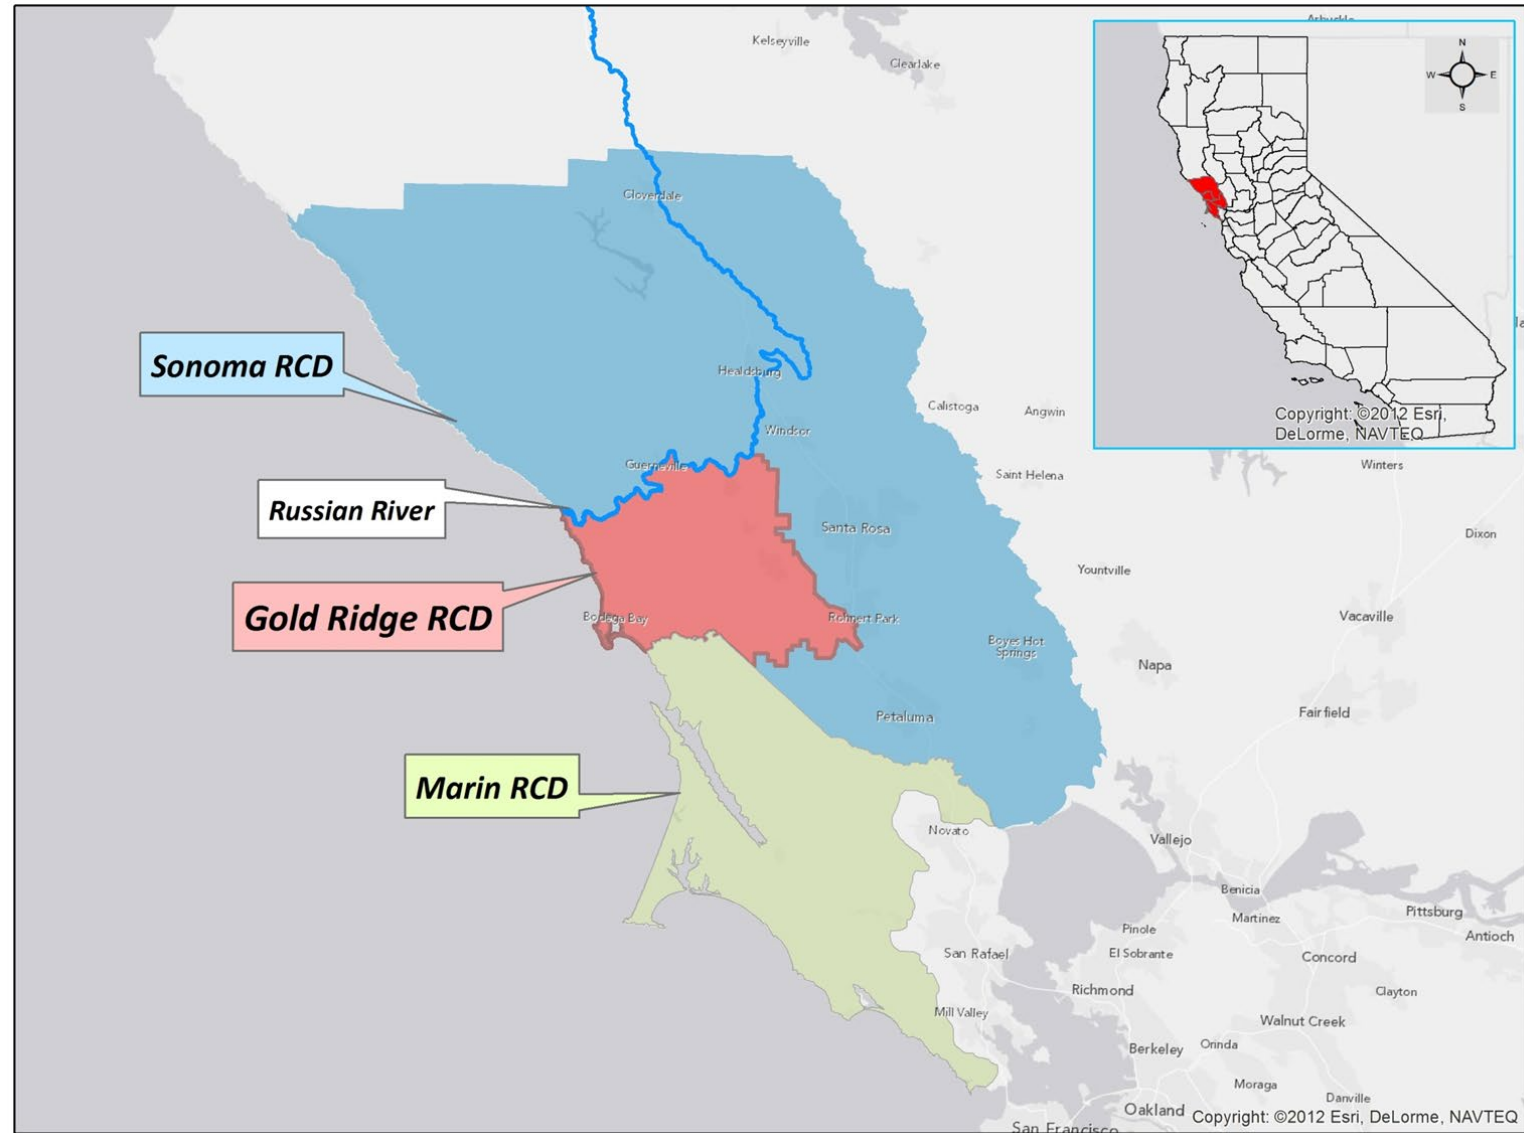 Arbuckle
Kelseyville
Clearlake
N
W
E
S
Cloverdale
Sonoma RCD
Healdsburg
Calistoga
Angwin
Copyright: ©2012 Esri,
DeLorme, NAVTEQ
Windsor
Guerneville
Winters
Saint Helena
Russian River
Santa Rosa
Dixon
Yountville
Gold Ridge RCD
Bodega Bay
Rohnert Park
Vacaville
Boyes Hot
Springs
Napa
Petaluma
Fairfield
Marin RCD
Novato
Vallejo
Benicia
Pittsburg
Martinez
Pinole
Antioch
San Rafael
El Sobrante
Concord
Richmond
Clayton
Mill Valley
Walnut Creek
Berkeley
Orinda
Moraga
Danville
Oakland
Copyright: ©2012 Esri, DeLorme, NAVTEQ
San Francisco